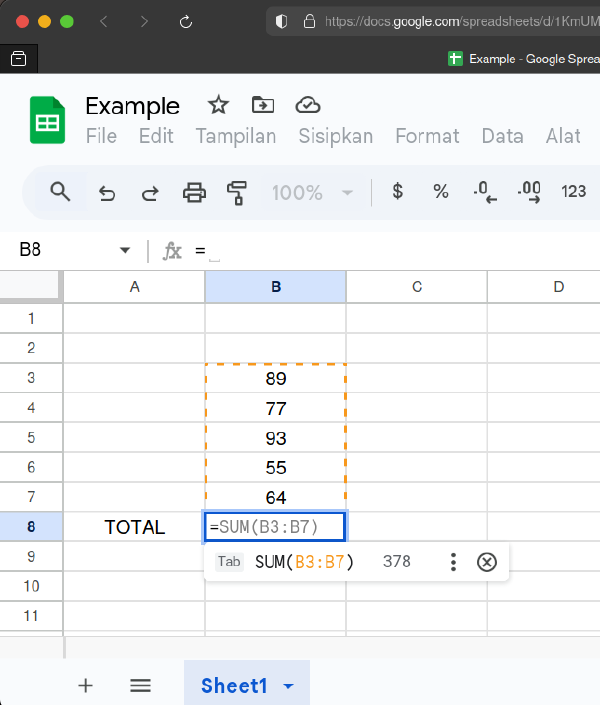 https://docs.google.com/spreadsheets/d/1KmUM
Example - Google Sprea
Example
File Edit Tampilan Sisipkan Format Data Alat
100% $ % .0 .00 123
B8 fx =
A B C D
1
2
3 89
4 77
5 93
6 55
7 64
8 TOTAL =SUM(B3:B7)
9 Tab SUM(B3:B7) 378
10
11
+ Sheet1